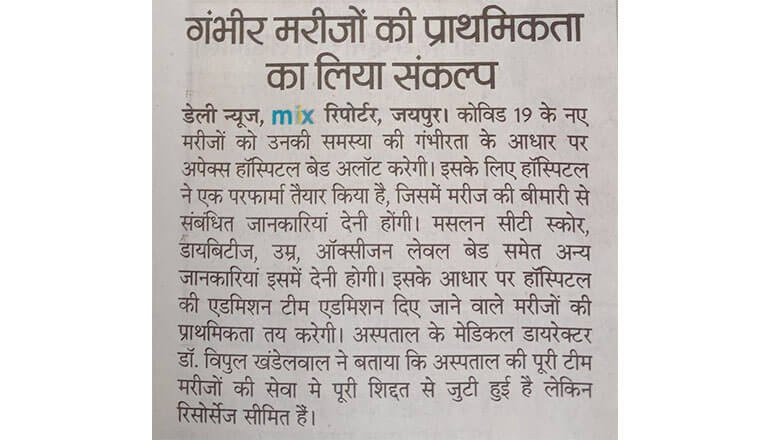 गंभीर मरीजों की प्राथमिकता
का लिया संकल्प
डेली न्यूज, mix रिपोर्टर, जयपुर। कोविड 19 के नए
मरीजों को उनकी समस्या की गंभीरता के आधार पर
अपेक्स हॉस्पिटल बेड अलॉट करेगी। इसके लिए हॉस्पिटल
ने एक परफार्मा तैयार किया है, जिसमें मरीज की बीमारी से
संबंधित जानकारियां देनी होंगी। मसलन सीटी स्कोर,
डायबिटीज, उम्र, ऑक्सीजन लेवल बेड समेत अन्य
जानकारियां इसमें देनी होगी। इसके आधार पर हॉस्पिटल
की एडमिशन टीम एडमिशन दिए जाने वाले मरीजों की
प्राथमिकता तय करेगी। अस्पताल के मेडिकल डायरेक्टर
डॉ. विपुल खंडेलवाल ने बताया कि अस्पताल की पूरी टीम
मरीजों की सेवा मे पूरी शिद्दत से जुटी हुई है लेकिन
रिसोर्सेज सीमित हैं।